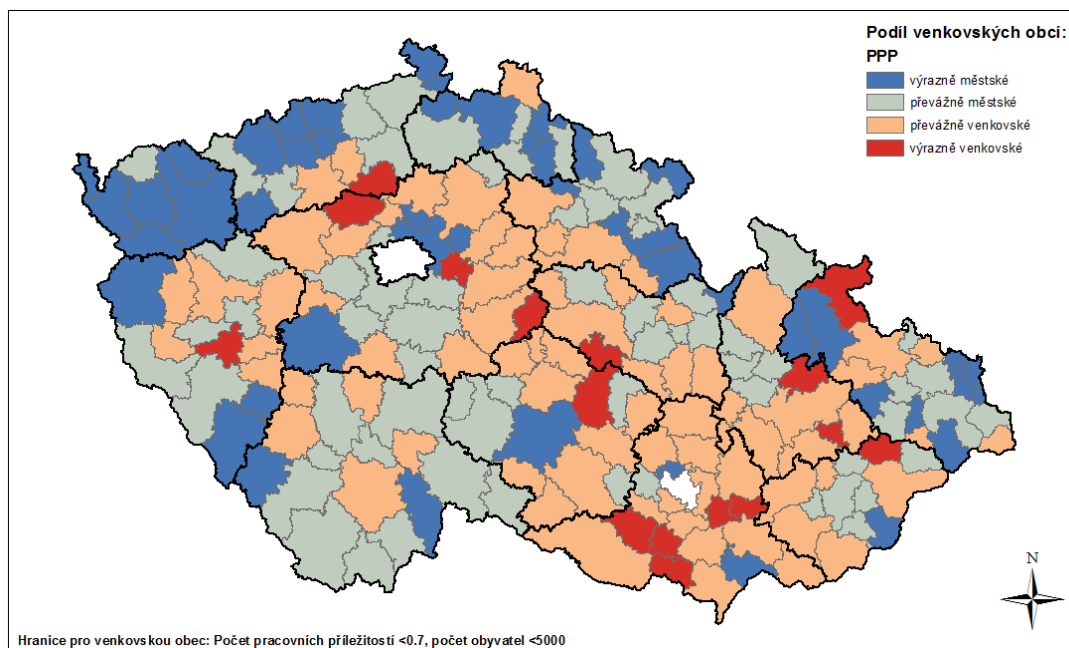 Podíl venkovských obcí:
PPP
výrazně městské
převážně městské
převážně venkovské
výrazně venkovské
N
Hranice pro venkovskou obec: Počet pracovních příležitostí <0.7, počet obyvatel <5000